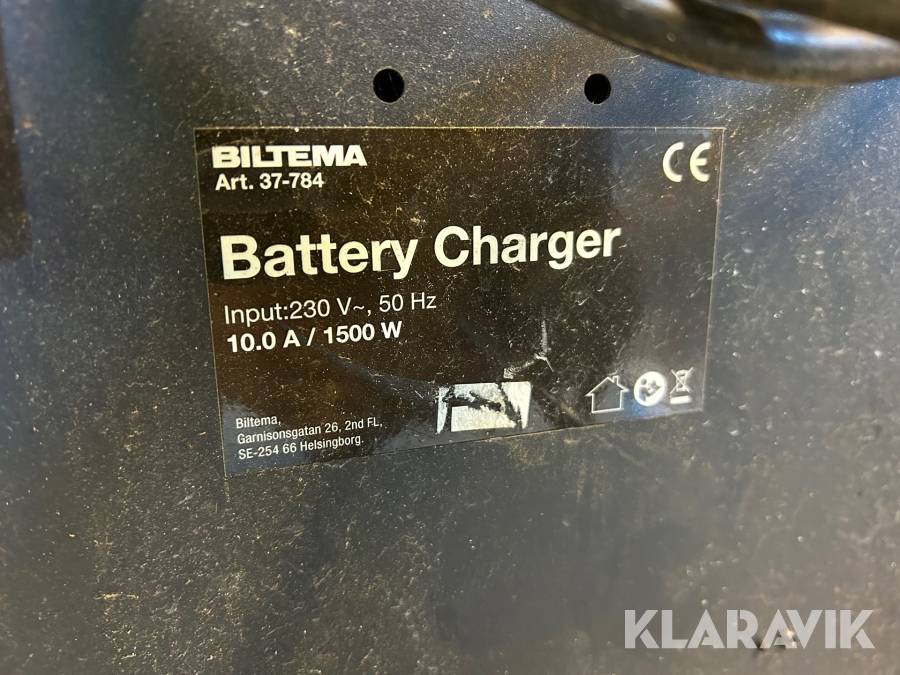 BILTEMA
Art. 37-784
CE
Battery Charger
Input:230 V~, 50 Hz
10.0 A / 1500 W
Biltema,
Garnisonsgatan 26, 2nd FL,
SE-254 66 Helsingborg.
KLARAVIK